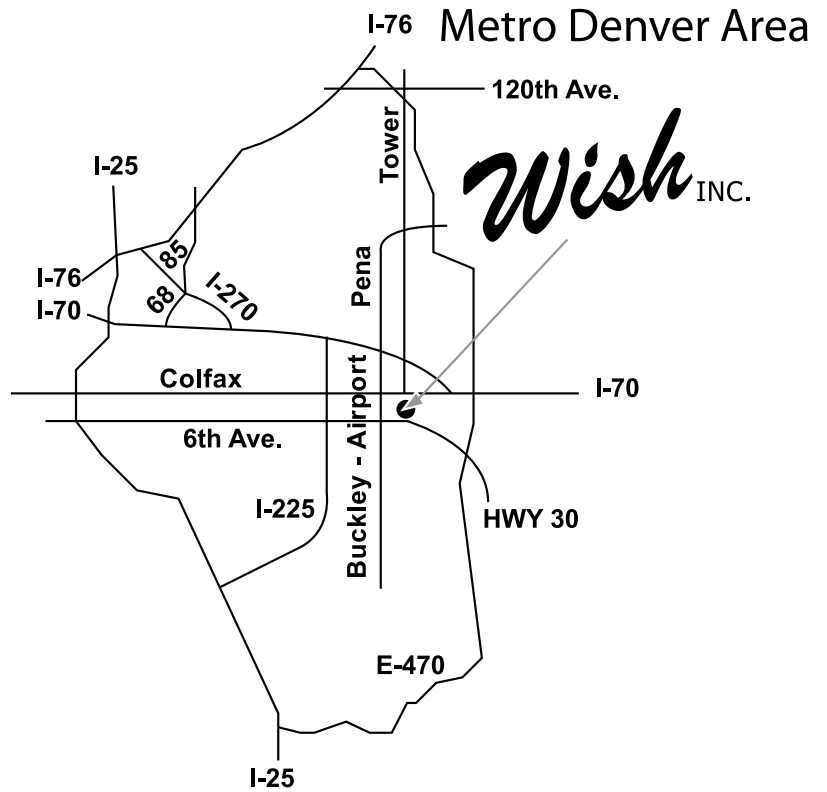 I-76
Metro Denver Area
120th Ave.
Tower
Wish INC.
I-25
85
I-76
Pena
68
I-270
I-70
Colfax
I-70
Buckley - Airport
6th Ave.
I-225
HWY 30
E-470
I-25